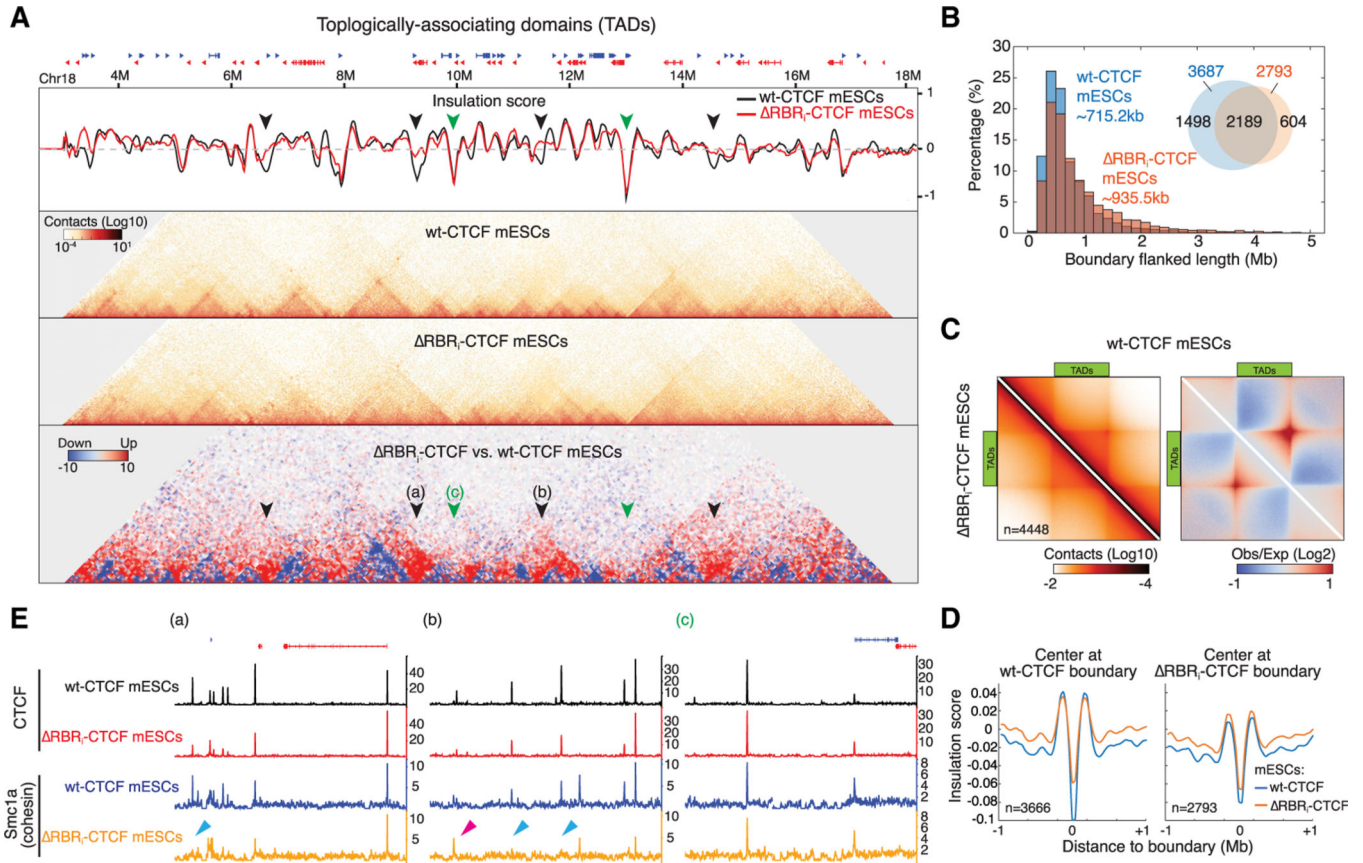 A
Toplogically-associating domains (TADs)
Chr18
4M
6M
8M
10M
12M
14M
16M
18M
Insulation score
wt-CTCF mESCs
ΔRBRi-CTCF mESCs
1
0
-1
Contacts (Log10)
10-4
101
wt-CTCF mESCs
ΔRBRi-CTCF mESCs
Down
Up
-10
10
ΔRBRi-CTCF vs. wt-CTCF mESCs
(a)
(c)
(b)
B
30
25
20
15
10
5
0
Percentage (%)
wt-CTCF
mESCs
~715.2kb
ΔRBRi-CTCF
mESCs
~935.5kb
3687
2793
1498
2189
604
0
1
2
3
4
5
Boundary flanked length (Mb)
C
wt-CTCF mESCs
ΔRBRi-CTCF mESCs
TADs
TADs
TADs
TADs
n=4448
Contacts (Log10)
-2
-4
Obs/Exp (Log2)
-1
1
D
Center at
wt-CTCF boundary
Center at
ΔRBRi-CTCF boundary
Insulation score
0.04
0.02
0
-0.02
-0.04
-0.06
-0.08
-0.1
n=3666
n=2793
mESCs:
wt-CTCF
ΔRBRi-CTCF
-1
0
+1
-1
0
+1
Distance to boundary (Mb)
E
(a)
(b)
(c)
CTCF
wt-CTCF mESCs
40
20
30
20
10
30
20
10
ΔRBRi-CTCF mESCs
40
20
30
20
10
30
20
10
Smc1a
(cohesin)
wt-CTCF mESCs
10
5
10
5
8
6
4
2
ΔRBRi-CTCF mESCs
10
5
10
5
8
6
4
2